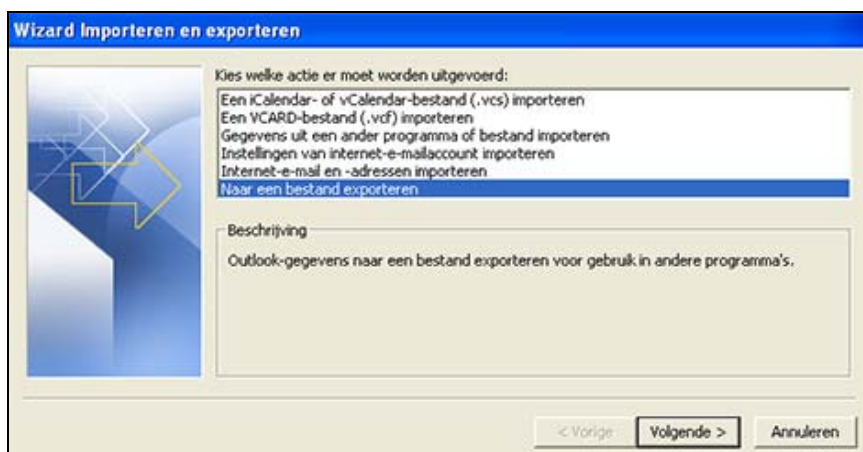 Wizard Importeren en exporteren
Kies welke actie er moet worden uitgevoerd:
Een iCalendar- of vCalendar-bestand (.vcs) importeren
Een VCARD-bestand (.vcf) importeren
Gegevens uit een ander programma of bestand importeren
Instellingen van internet-e-mailaccount importeren
Internet-e-mail en -adressen importeren
Naar een bestand exporteren
Beschrijving
Outlook-gegevens naar een bestand exporteren voor gebruik in andere programma's.
< Vorige Volgende > Annuleren